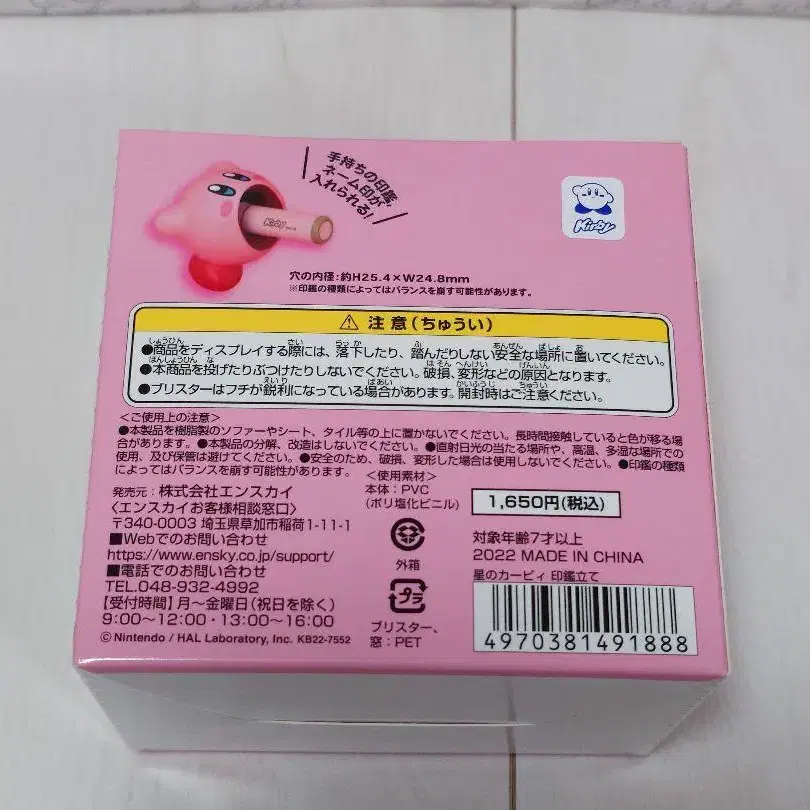 手持ちの印鑑、
ネーム印が
入れられる!
Kirby
Kirby
穴の内径:約H25.4×W24.8mm
※印鑑の種類によってはバランスを崩す可能性があります。
⚠ 注意(ちゅうい)
●商品をディスプレイする際には、落下したり、踏んだりしない安全な場所に置いてください。
●本商品を投げたりぶつけたりしないでください。破損、変形などの原因となります。
●ブリスターはフチが鋭利になっている場合があります。開封時はご注意ください。
<ご使用上の注意>
●本製品を樹脂製のソファーやシート、タイル等の上に置かないでください。長時間接触していると色が移る場
合があります。●本製品の分解、改造はしないでください。●直射日光の当たる場所や、高温、多湿な場所での
使用、及び保管は避けてください。●安全のため、破損、変形した場合は使用しないでください。●印鑑の種類
によってはバランスを崩す可能性があります。
発売元:株式会社エンスカイ
〈エンスカイお客様相談窓口〉
〒340-0003 埼玉県草加市稲荷1-11-1
■Webでのお問い合わせ
https://www.ensky.co.jp/support/
■電話でのお問い合わせ
TEL.048-932-4992
【受付時間】月~金曜日(祝日を除く)
9:00~12:00・13:00~16:00
©Nintendo / HAL Laboratory, Inc. KB22-7552
<使用素材>
本体:PVC
(ポリ塩化ビニル)
外箱
プラ
ブリスター、
窓:PET
1,650円(税込)
対象年齢7才以上
2022 MADE IN CHINA
星のカービィ 印鑑立て
4970381491888